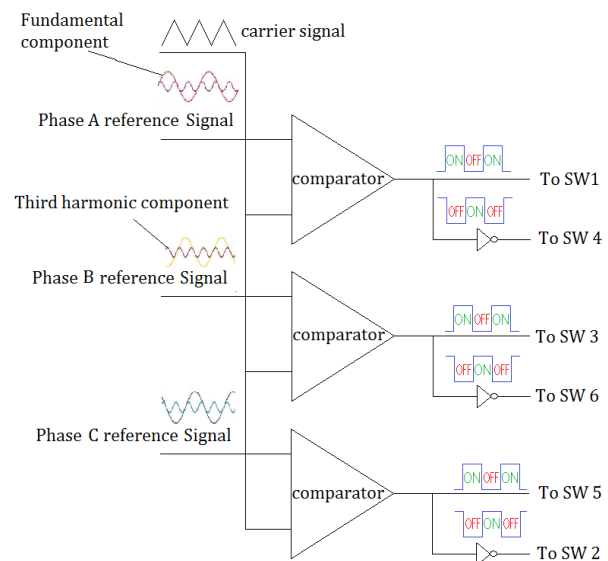 Fundamental
component
carrier signal
Phase A reference Signal
comparator
ON OFF ON
To SW1
OFF ON OFF
To SW 4
Third harmonic component
Phase B reference Signal
comparator
ON OFF ON
To SW 3
OFF ON OFF
To SW 6
Phase C reference Signal
comparator
ON OFF ON
To SW 5
OFF ON OFF
To SW 2